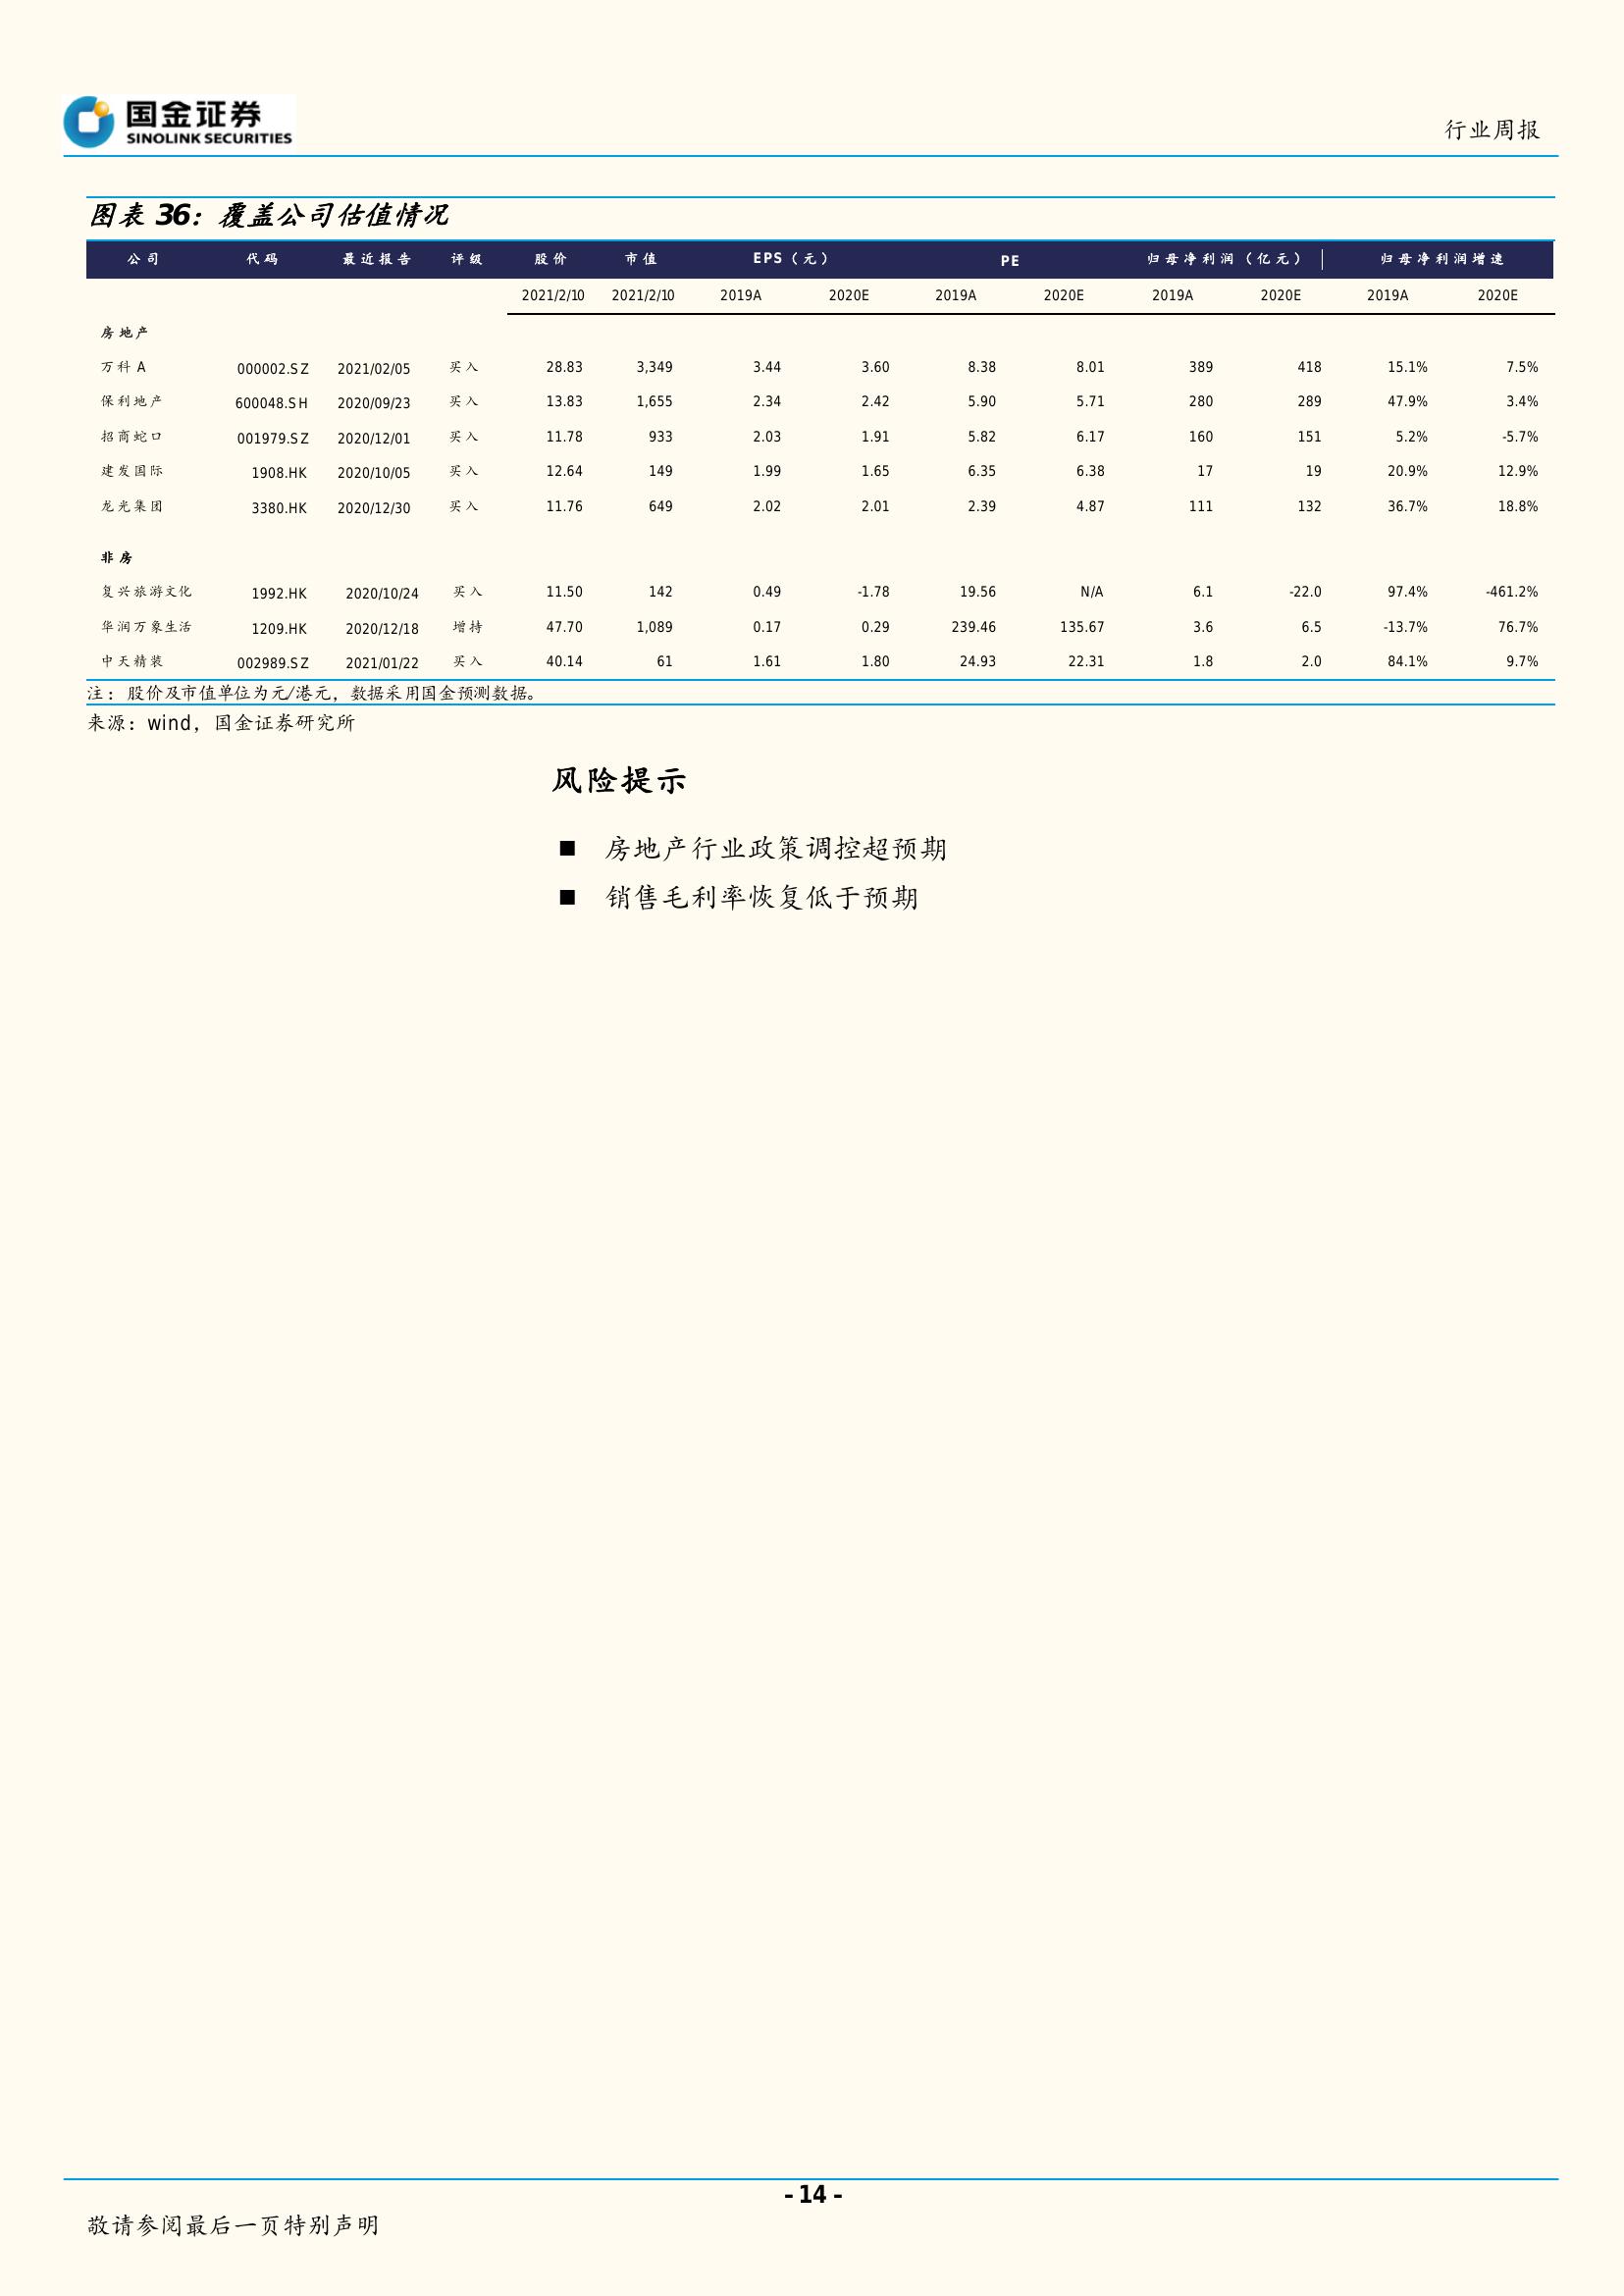 国金证券
SINOLINK SECURITIES
行业周报
图表 36：覆盖公司估值情况
公司 代码 最近报告 评级 股价 市值 EPS（元） PE 归母净利润（亿元） 归母净利润增速
2021/2/10 2021/2/10 2019A 2020E 2019A 2020E 2019A 2020E 2019A 2020E
房地产
万科 A 000002.SZ 2021/02/05 买入 28.83 3,349 3.44 3.60 8.38 8.01 389 418 15.1% 7.5%
保利地产 600048.SH 2020/09/23 买入 13.83 1,655 2.34 2.42 5.90 5.71 280 289 47.9% 3.4%
招商蛇口 001979.SZ 2020/12/01 买入 11.78 933 2.03 1.91 5.82 6.17 160 151 5.2% -5.7%
建发国际 1908.HK 2020/10/05 买入 12.64 149 1.99 1.65 6.35 6.38 17 19 20.9% 12.9%
龙光集团 3380.HK 2020/12/30 买入 11.76 649 2.02 2.01 2.39 4.87 111 132 36.7% 18.8%
非房
复兴旅游文化 1992.HK 2020/10/24 买入 11.50 142 0.49 -1.78 19.56 N/A 6.1 -22.0 97.4% -461.2%
华润万象生活 1209.HK 2020/12/18 增持 47.70 1,089 0.17 0.29 239.46 135.67 3.6 6.5 -13.7% 76.7%
中天精装 002989.SZ 2021/01/22 买入 40.14 61 1.61 1.80 24.93 22.31 1.8 2.0 84.1% 9.7%
注：股价及市值单位为元/港元，数据采用国金预测数据。
来源：wind，国金证券研究所
风险提示
■ 房地产行业政策调控超预期
■ 销售毛利率恢复低于预期
- 14 -
敬请参阅最后一页特别声明